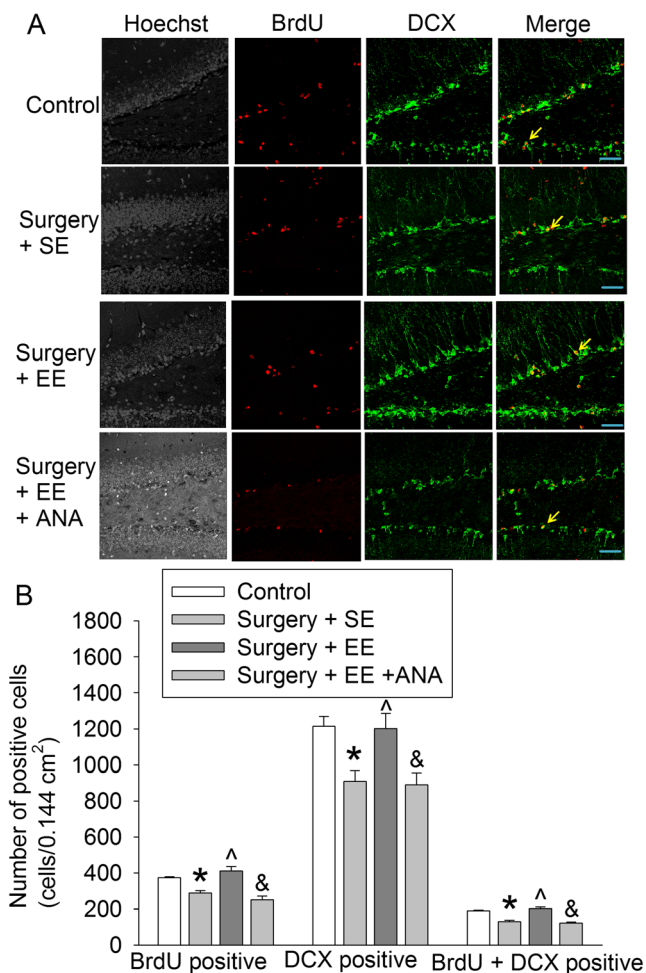 A
Hoechst BrdU DCX Merge
Control
Surgery
+ SE
Surgery
+ EE
Surgery
+ EE
+ ANA
B
Control
Surgery + SE
Surgery + EE
Surgery + EE +ANA
Number of positive cells
(cells/0.144 cm²)
1800
1600
1400
1200
1000
800
600
400
200
0
* ^ &
* ^ &
* ^ &
BrdU positive DCX positive BrdU + DCX positive